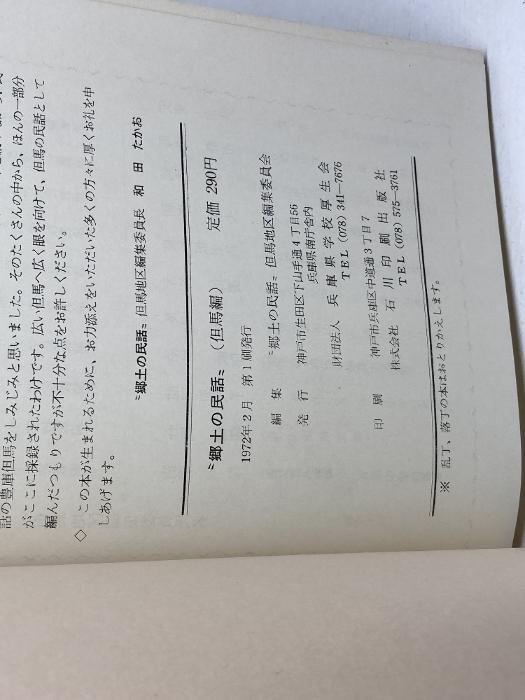 話の豊庫但馬をしみじみと思いました。そのたくさんの中から、ほんの一部分
がここに採録されたわけです。広い但馬へ広く眼を向けて、但馬の民話として
編んだつもりですが不十分な点をお許しください。
◇ この本が生まれるために、お力添えをいただいた多くの方々に厚くお礼を申
しあげます。
〝郷土の民話〟但馬地区編集委員長 和田 たかお
〝郷土の民話〟(但馬編) 定価 290円
1972年2月 第1刷発行
編集 〝郷土の民話〟但馬地区編集委員会
発行 神戸市生田区下山手通4丁目56
兵庫県南庁舎内
財団法人 兵庫県学校厚生会
TEL(078)341—7676
印刷 神戸市兵庫区中道通3丁目7
株式会社 石川印刷出版社
TEL(078)575—3761
※ 乱丁、落丁の本はおとりかえします。